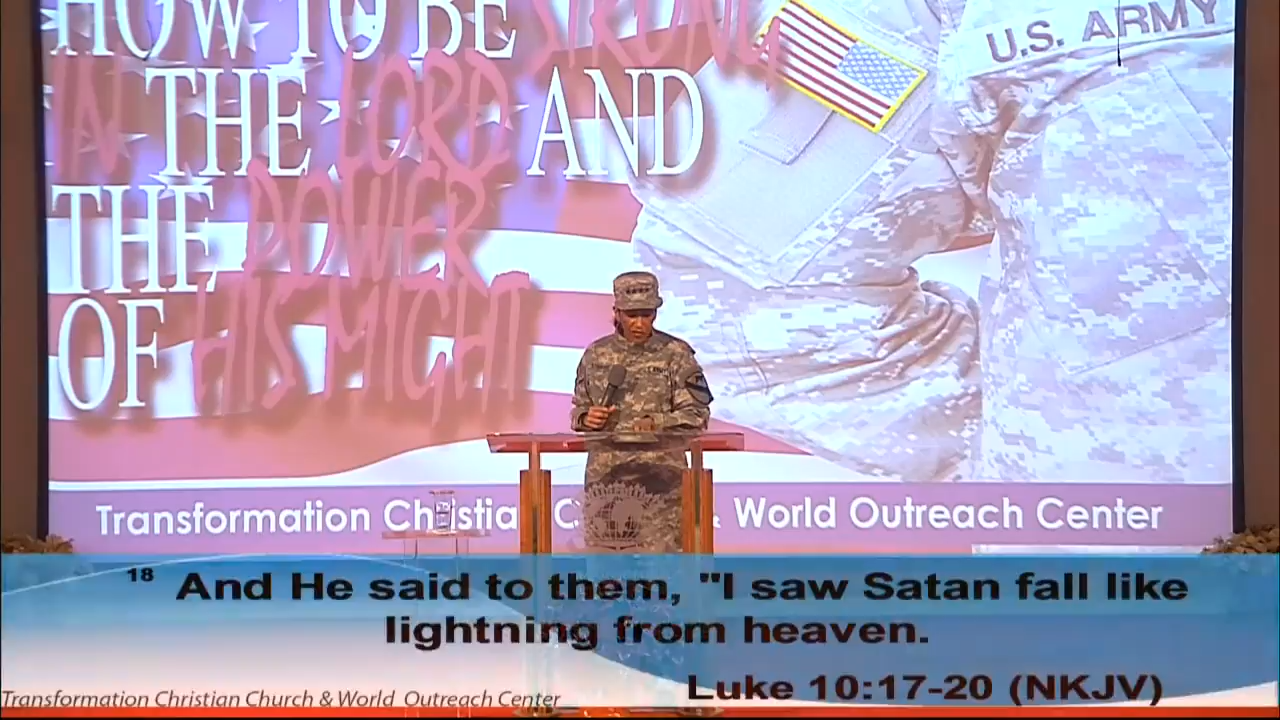 HOW TO BE STRONG
U.S. ARMY
IN THE LORD AND
THE POWER
OF HIS MIGHT
Transformation Christia C & World Outreach Center
18 And He said to them, "I saw Satan fall like
lightning from heaven.
Luke 10:17-20 (NKJV)
Transformation Christian Church & World Outreach Center